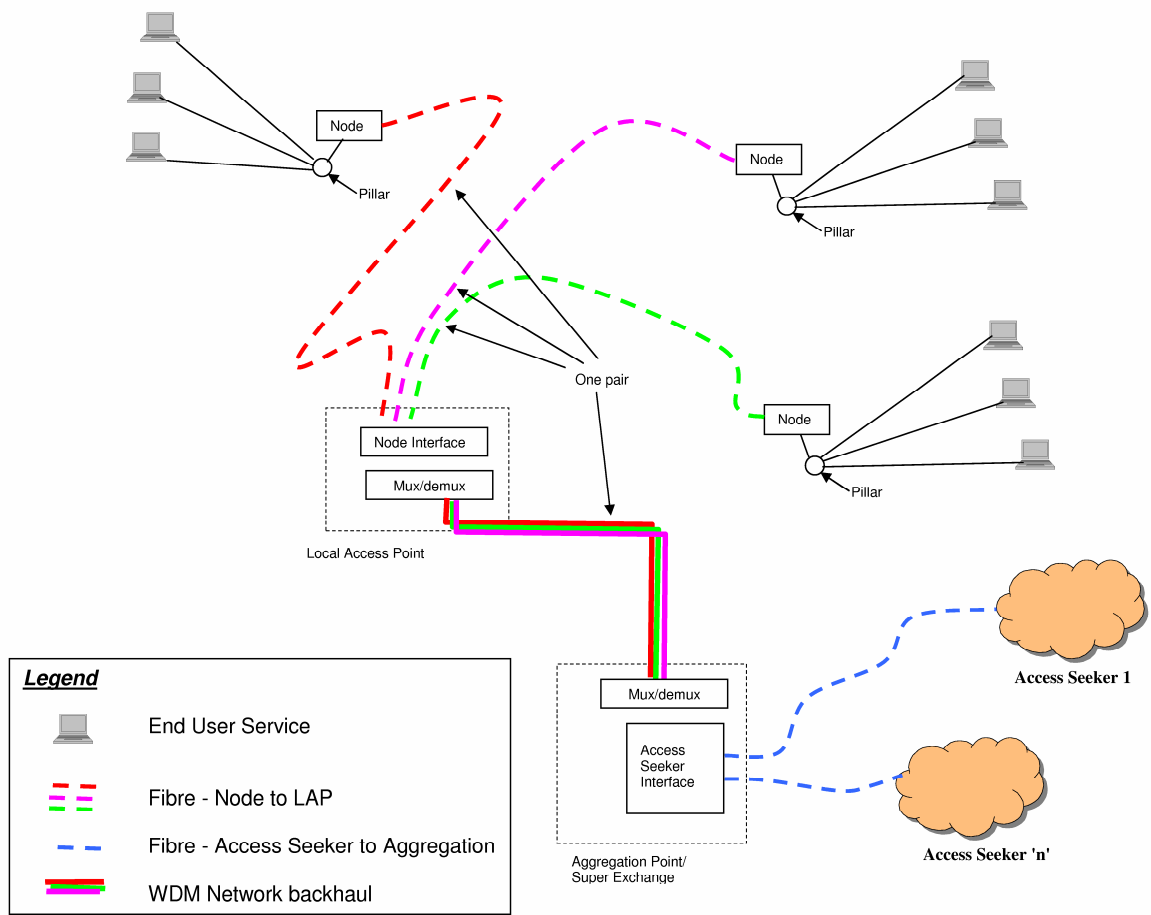 Node
Pillar
Node
Pillar
One pair
Node
Pillar
Node Interface
Mux/demux
Local Access Point
Access Seeker 1
Mux/demux
Access
Seeker
Interface
Access Seeker 'n'
Aggregation Point/
Super Exchange
Legend
End User Service
Fibre - Node to LAP
Fibre - Access Seeker to Aggregation
WDM Network backhaul